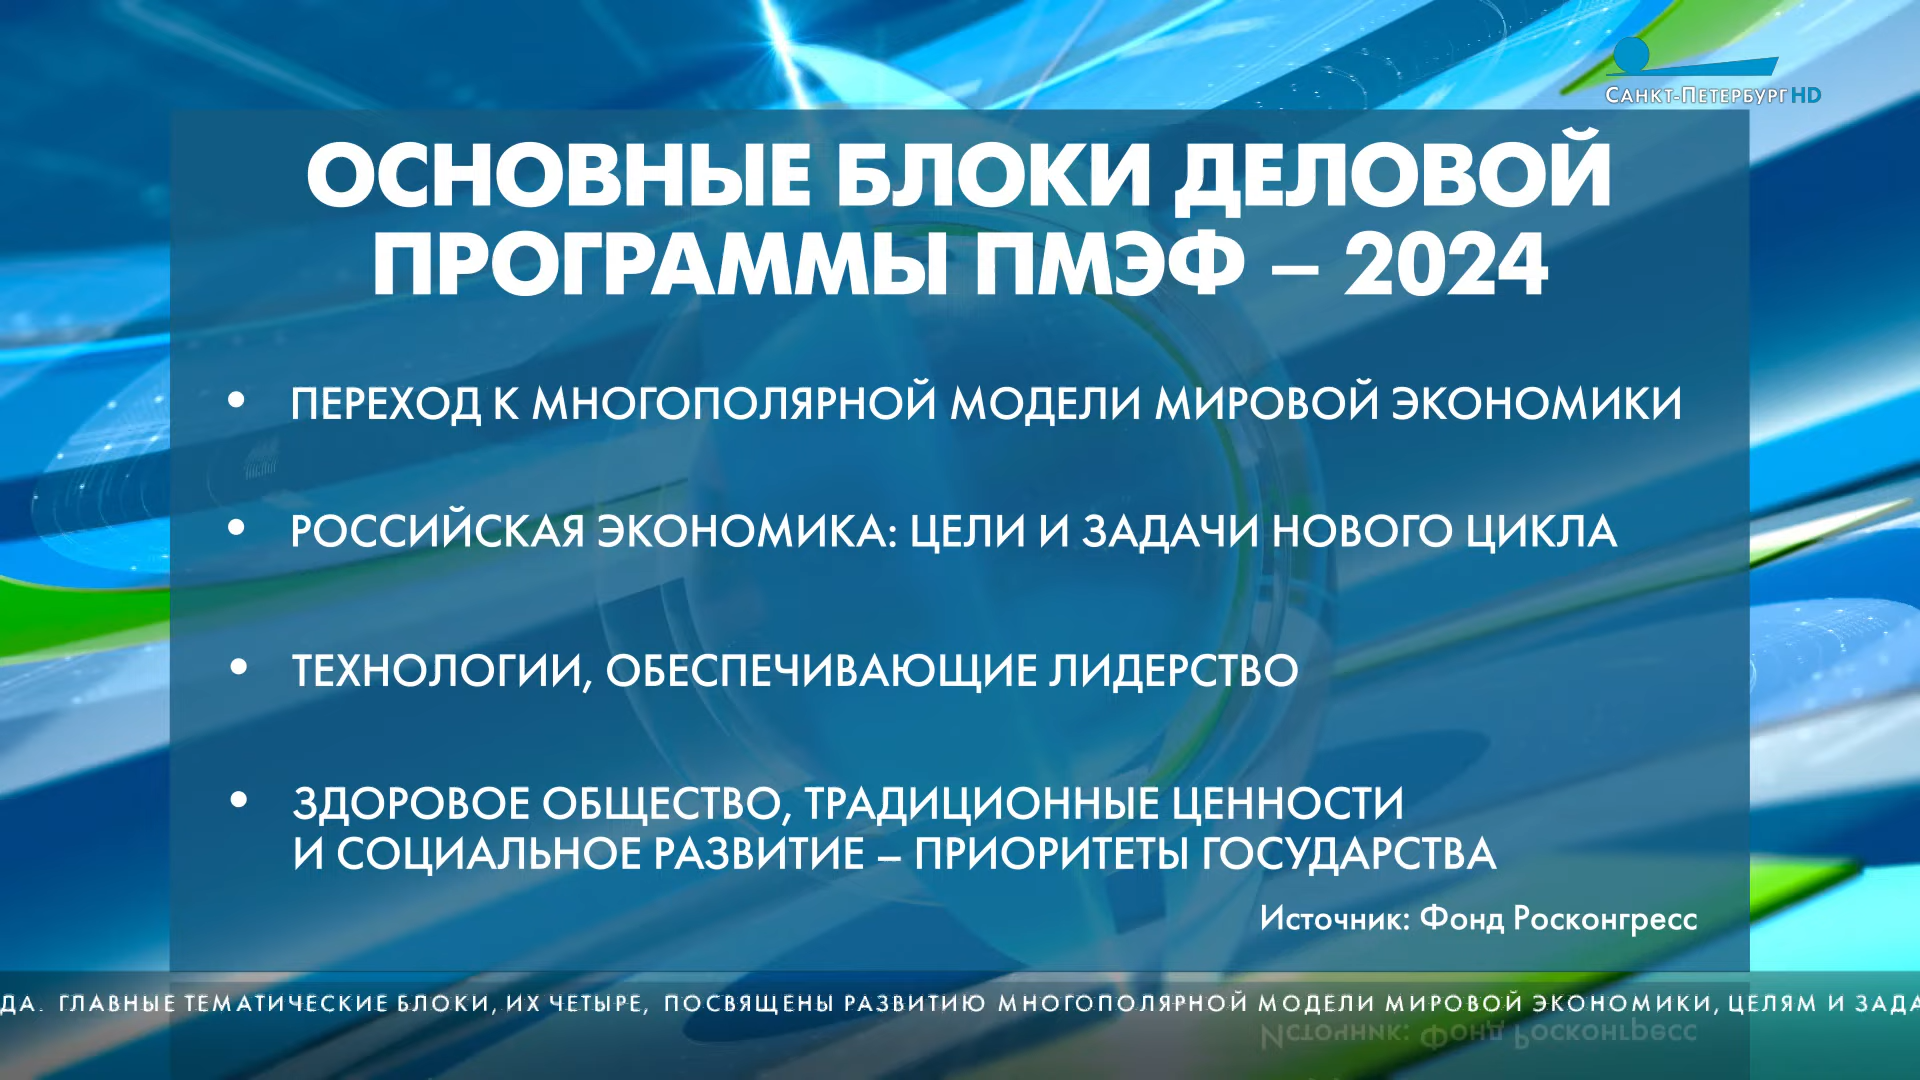 Санкт-Петербург HD
ОСНОВНЫЕ БЛОКИ ДЕЛОВОЙ
ПРОГРАММЫ ПМЭФ – 2024
• ПЕРЕХОД К МНОГОПОЛЯРНОЙ МОДЕЛИ МИРОВОЙ ЭКОНОМИКИ
• РОССИЙСКАЯ ЭКОНОМИКА: ЦЕЛИ И ЗАДАЧИ НОВОГО ЦИКЛА
• ТЕХНОЛОГИИ, ОБЕСПЕЧИВАЮЩИЕ ЛИДЕРСТВО
• ЗДОРОВОЕ ОБЩЕСТВО, ТРАДИЦИОННЫЕ ЦЕННОСТИ
И СОЦИАЛЬНОЕ РАЗВИТИЕ – ПРИОРИТЕТЫ ГОСУДАРСТВА
Источник: Фонд Росконгресс
ДА. ГЛАВНЫЕ ТЕМАТИЧЕСКИЕ БЛОКИ, ИХ ЧЕТЫРЕ, ПОСВЯЩЕНЫ РАЗВИТИЮ МНОГОПОЛЯРНОЙ МОДЕЛИ МИРОВОЙ ЭКОНОМИКИ, ЦЕЛЯМ И ЗАДА